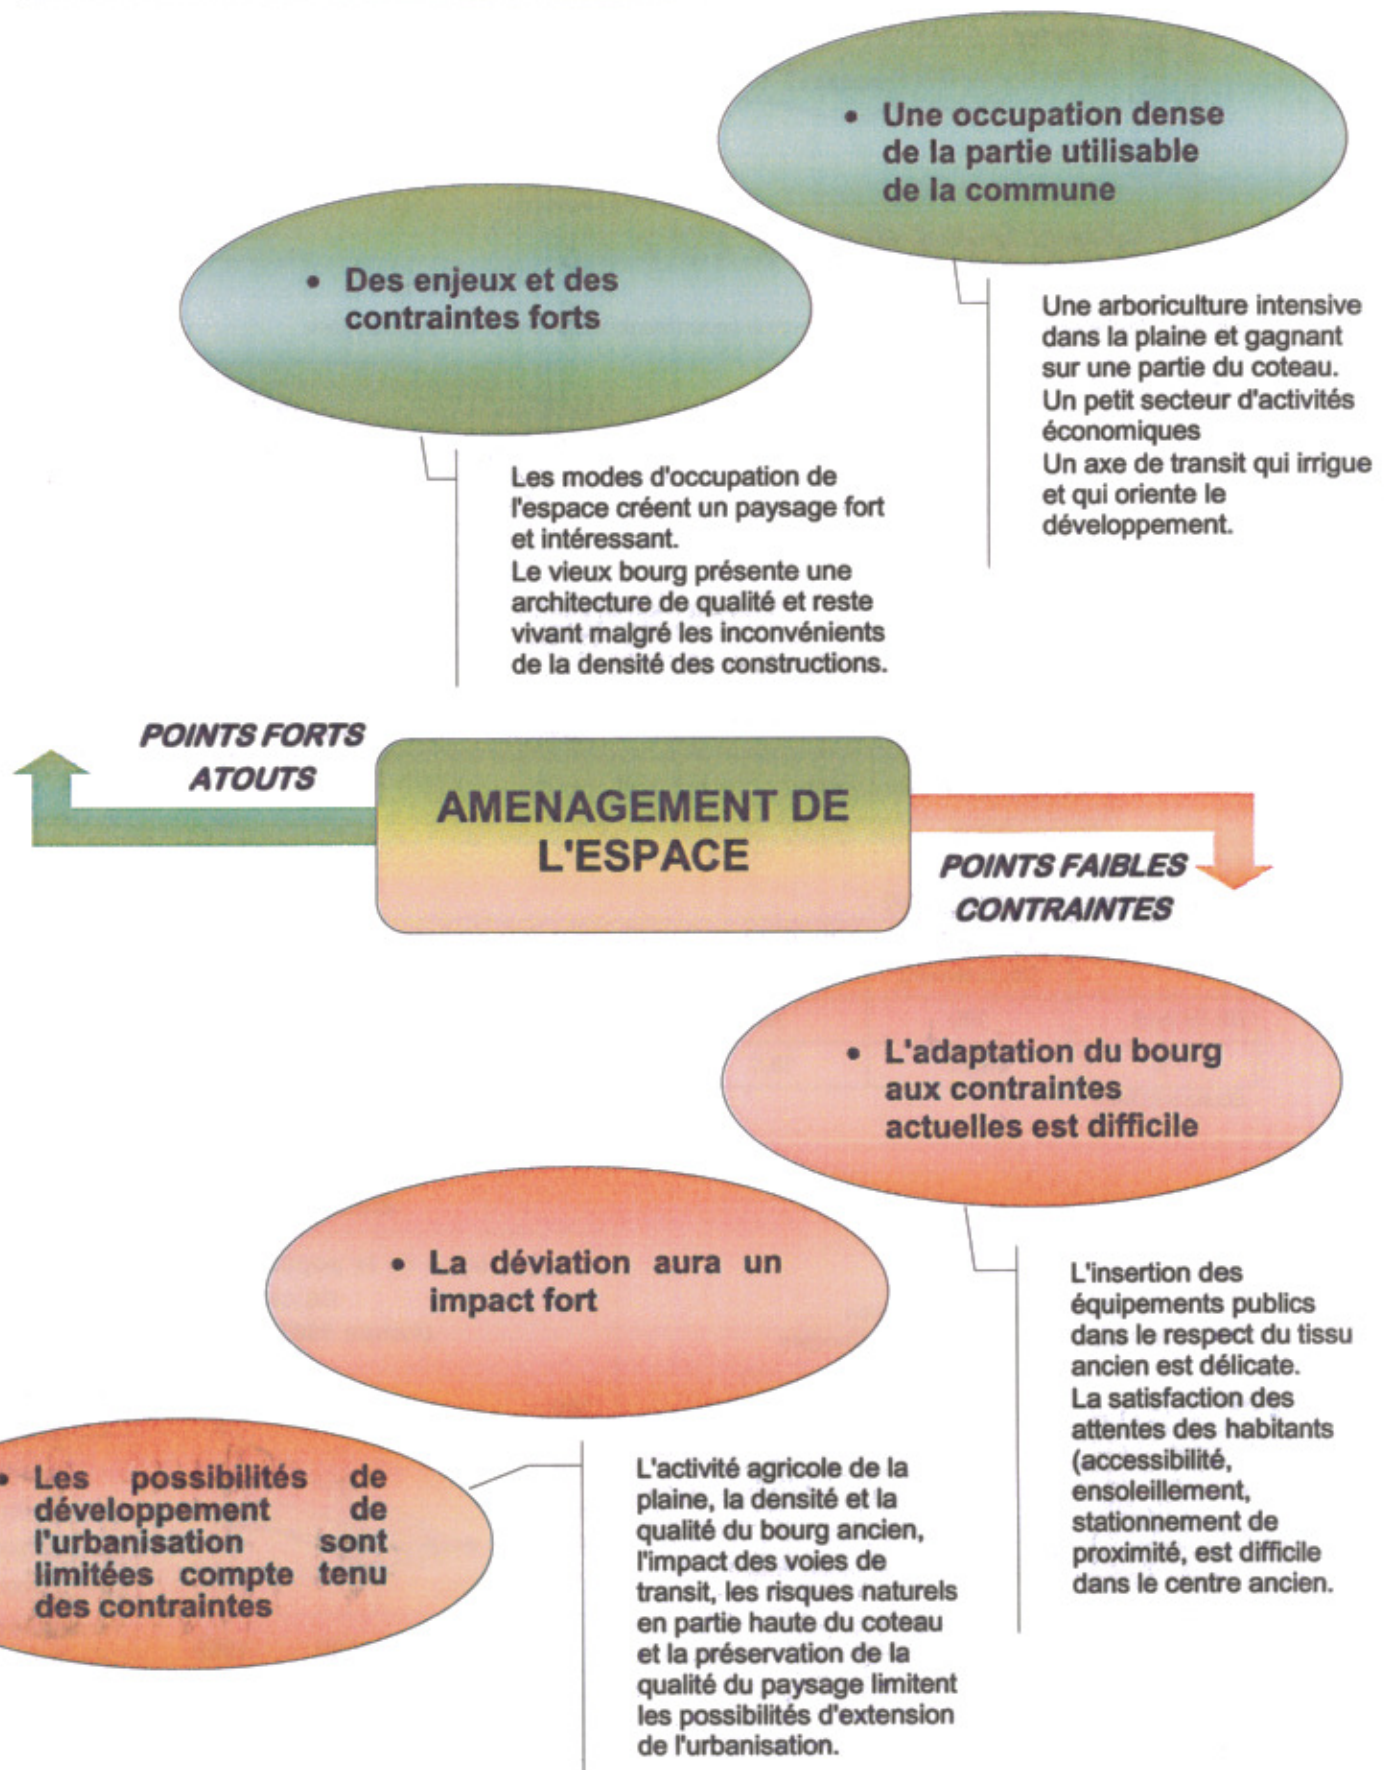 • Une occupation dense
de la partie utilisable
de la commune
• Des enjeux et des
contraintes forts
Une arboriculture intensive
dans la plaine et gagnant
sur une partie du coteau.
Un petit secteur d'activités
économiques
Un axe de transit qui irrigue
et qui oriente le
développement.
Les modes d'occupation de
l'espace créent un paysage fort
et intéressant.
Le vieux bourg présente une
architecture de qualité et reste
vivant malgré les inconvénients
de la densité des constructions.
POINTS FORTS
ATOUTS
AMENAGEMENT DE
L'ESPACE
POINTS FAIBLES
CONTRAINTES
• L'adaptation du bourg
aux contraintes
actuelles est difficile
• La déviation aura un
impact fort
L'insertion des
équipements publics
dans le respect du tissu
ancien est délicate.
La satisfaction des
attentes des habitants
(accessibilité,
ensoleillement,
stationnement de
proximité, est difficile
dans le centre ancien.
• Les possibilités de
développement de
l'urbanisation sont
limitées compte tenu
des contraintes
L'activité agricole de la
plaine, la densité et la
qualité du bourg ancien,
l'impact des voies de
transit, les risques naturels
en partie haute du coteau
et la préservation de la
qualité du paysage limitent
les possibilités d'extension
de l'urbanisation.